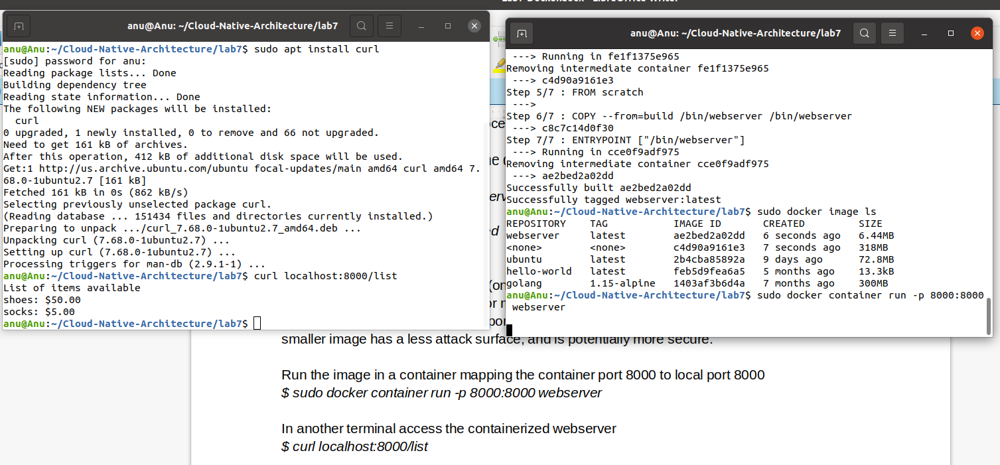 anu@Anu: ~/Cloud-Native-Architecture/lab7
anu@Anu:~/Cloud-Native-Architecture/lab7$ sudo apt install curl
[sudo] password for anu:
Reading package lists... Done
Building dependency tree
Reading state information... Done
The following NEW packages will be installed:
  curl
0 upgraded, 1 newly installed, 0 to remove and 66 not upgraded.
Need to get 161 kB of archives.
After this operation, 412 kB of additional disk space will be used.
Get:1 http://us.archive.ubuntu.com/ubuntu focal-updates/main amd64 curl amd64 7.
68.0-1ubuntu2.7 [161 kB]
Fetched 161 kB in 0s (862 kB/s)
Selecting previously unselected package curl.
(Reading database ... 151434 files and directories currently installed.)
Preparing to unpack .../curl_7.68.0-1ubuntu2.7_amd64.deb ...
Unpacking curl (7.68.0-1ubuntu2.7) ...
Setting up curl (7.68.0-1ubuntu2.7) ...
Processing triggers for man-db (2.9.1-1) ...
anu@Anu:~/Cloud-Native-Architecture/lab7$ curl localhost:8000/list
List of items available
shoes: $50.00
socks: $5.00
anu@Anu:~/Cloud-Native-Architecture/lab7$
anu@Anu: ~/Cloud-Native-Architecture/lab7
 ---> Running in fe1f1375e965
Removing intermediate container fe1f1375e965
 ---> c4d90a9161e3
Step 5/7 : FROM scratch
 --->
Step 6/7 : COPY --from=build /bin/webserver /bin/webserver
 ---> c8c7c14d0f30
Step 7/7 : ENTRYPOINT ["/bin/webserver"]
 ---> Running in cce0f9adf975
Removing intermediate container cce0f9adf975
 ---> ae2bed2a02dd
Successfully built ae2bed2a02dd
Successfully tagged webserver:latest
anu@Anu:~/Cloud-Native-Architecture/lab7$ sudo docker image ls
REPOSITORY    TAG           IMAGE ID       CREATED         SIZE
webserver     latest        ae2bed2a02dd   6 seconds ago   6.44MB
<none>        <none>        c4d90a9161e3   7 seconds ago   318MB
ubuntu        latest        2b4cba85892a   9 days ago      72.8MB
hello-world   latest        feb5d9fea6a5   5 months ago    13.3kB
golang        1.15-alpine   1403af3b6d4a   7 months ago    300MB
anu@Anu:~/Cloud-Native-Architecture/lab7$ sudo docker container run -p 8000:8000
 webserver
smaller image has a less attack surface, and is potentially more secure.
Run the image in a container mapping the container port 8000 to local port 8000
$ sudo docker container run -p 8000:8000 webserver
In another terminal access the containerized webserver
$ curl localhost:8000/list